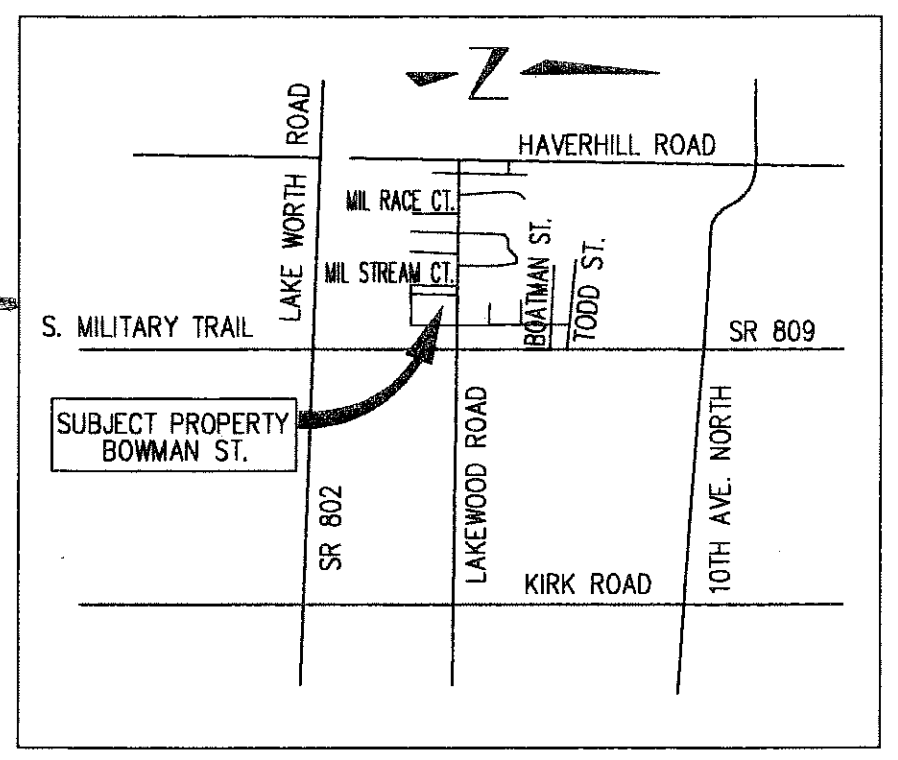 Z
HAVERHILL ROAD
LAKE WORTH ROAD
MIL RACE CT.
MIL STREAM CT.
BOATMAN ST.
TODD ST.
S. MILITARY TRAIL
SR 809
SUBJECT PROPERTY
BOWMAN ST.
SR 802
LAKEWOOD ROAD
10TH AVE. NORTH
KIRK ROAD